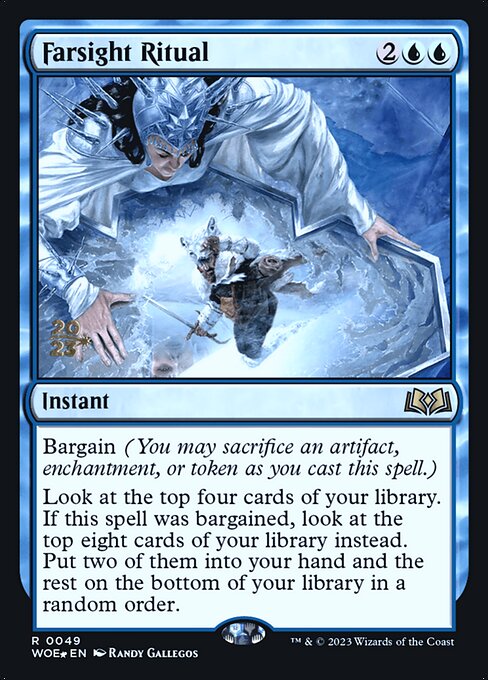 Farsight Ritual 2
20
23
Instant
Bargain (You may sacrifice an artifact,
enchantment, or token as you cast this spell.)
Look at the top four cards of your library.
If this spell was bargained, look at the
top eight cards of your library instead.
Put two of them into your hand and the
rest on the bottom of your library in a
random order.
R 0049
WOE★EN Randy Gallegos
™ & © 2023 Wizards of the Coast